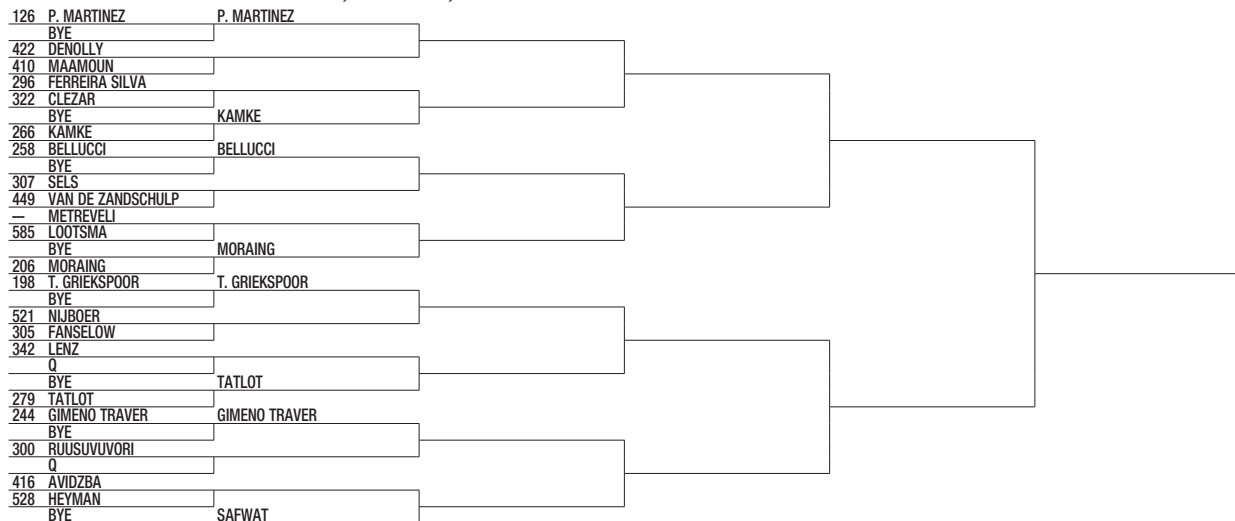 126 P. MARTINEZ P. MARTINEZ
BYE
422 DENOLLY
410 MAAMOUN
296 FERREIRA SILVA
322 CLEZAR
BYE KAMKE
266 KAMKE
258 BELLUCCI BELLUCCI
BYE
307 SELS
449 VAN DE ZANDSCHULP
— METREVELI
585 LOOTSMA
BYE MORAING
206 MORAING
198 T. GRIEKSPOOR T. GRIEKSPOOR
BYE
521 NIJBOER
305 FANSELOW
342 LENZ
Q
BYE TATLOT
279 TATLOT
244 GIMENO TRAVER GIMENO TRAVER
BYE
300 RUUSUVUVORI
Q
416 AVIDZBA
528 HEYMAN
BYE SAFWAT